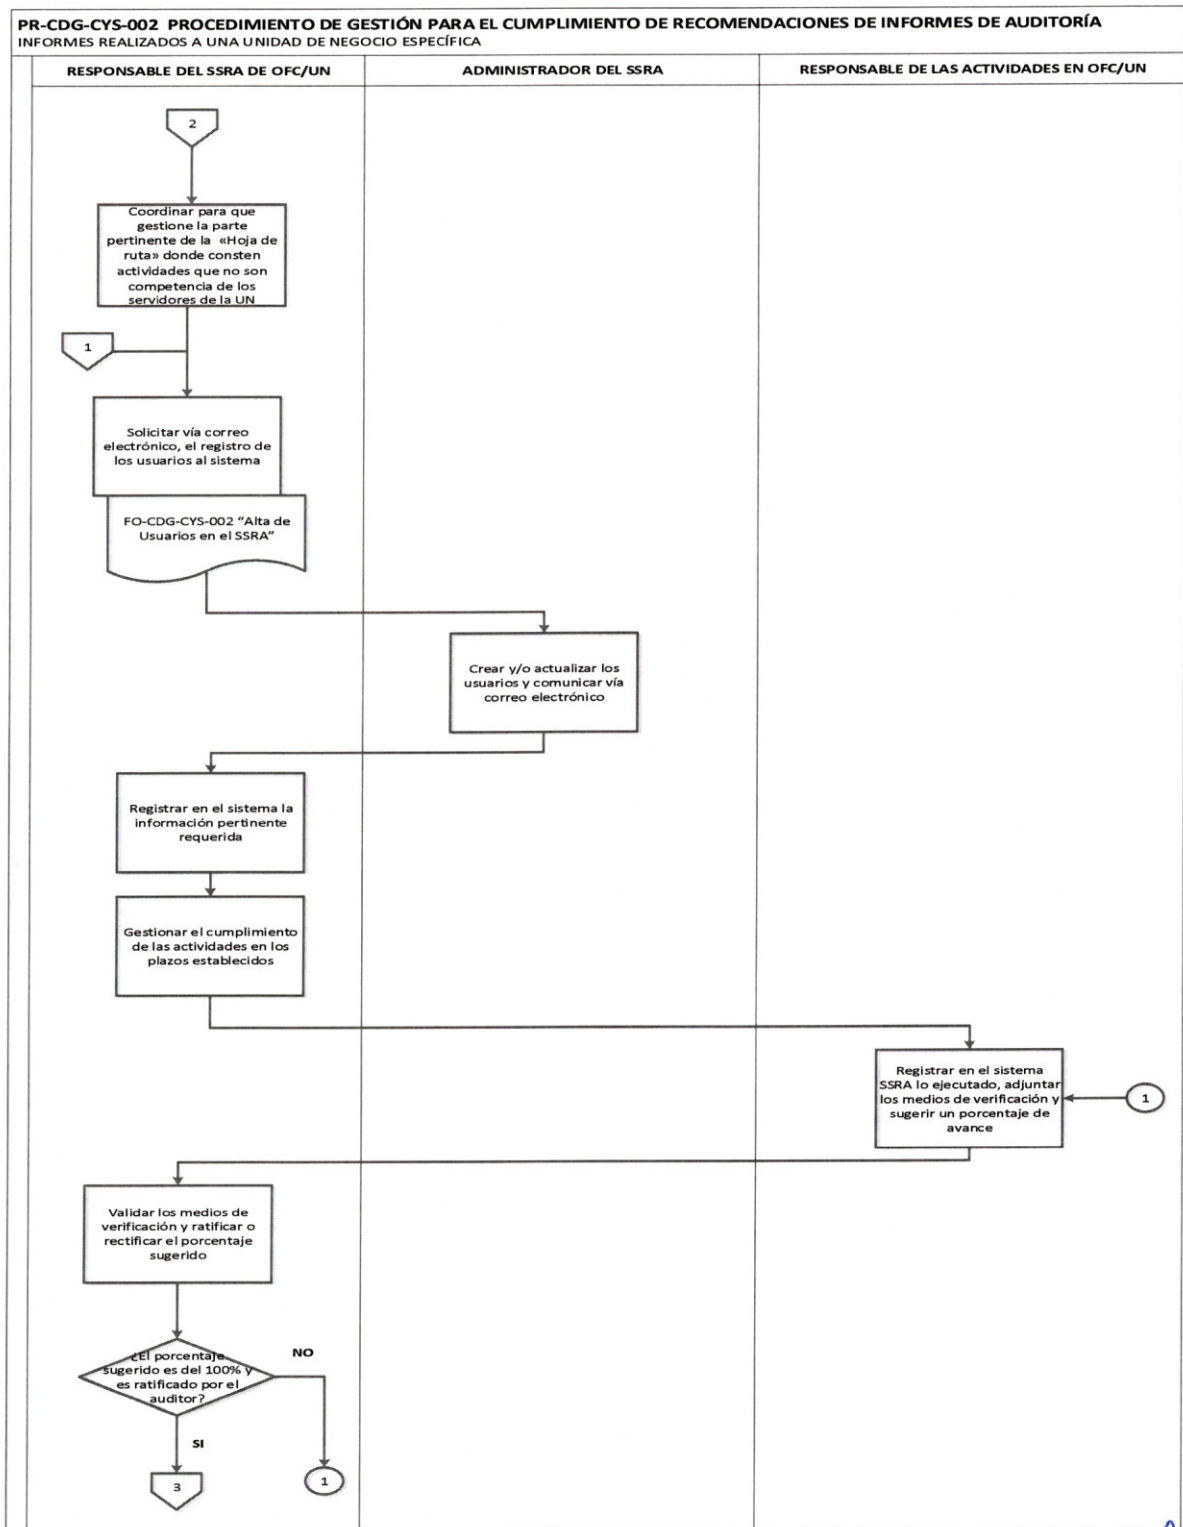 PR-CDG-CYS-002 PROCEDIMIENTO DE GESTIÓN PARA EL CUMPLIMIENTO DE RECOMENDACIONES DE INFORMES DE AUDITORÍA
INFORMES REALIZADOS A UNA UNIDAD DE NEGOCIO ESPECÍFICA
RESPONSABLE DEL SSRA DE OFC/UN
ADMINISTRADOR DEL SSRA
RESPONSABLE DE LAS ACTIVIDADES EN OFC/UN
2
Coordinar para que
gestione la parte
pertinente de la «Hoja de
ruta» donde consten
actividades que no son
competencia de los
servidores de la UN
1
Solicitar vía correo
electrónico, el registro de
los usuarios al sistema
FO-CDG-CYS-002 "Alta de
Usuarios en el SSRA"
Crear y/o actualizar los
usuarios y comunicar vía
correo electrónico
Registrar en el sistema la
información pertinente
requerida
Gestionar el cumplimiento
de las actividades en los
plazos establecidos
Registrar en el sistema
SSRA lo ejecutado, adjuntar
los medios de verificación y
sugerir un porcentaje de
avance
1
Validar los medios de
verificación y ratificar o
rectificar el porcentaje
sugerido
¿El porcentaje
sugerido es del 100% y
es ratificado por el
auditor?
NO
SI
3
1